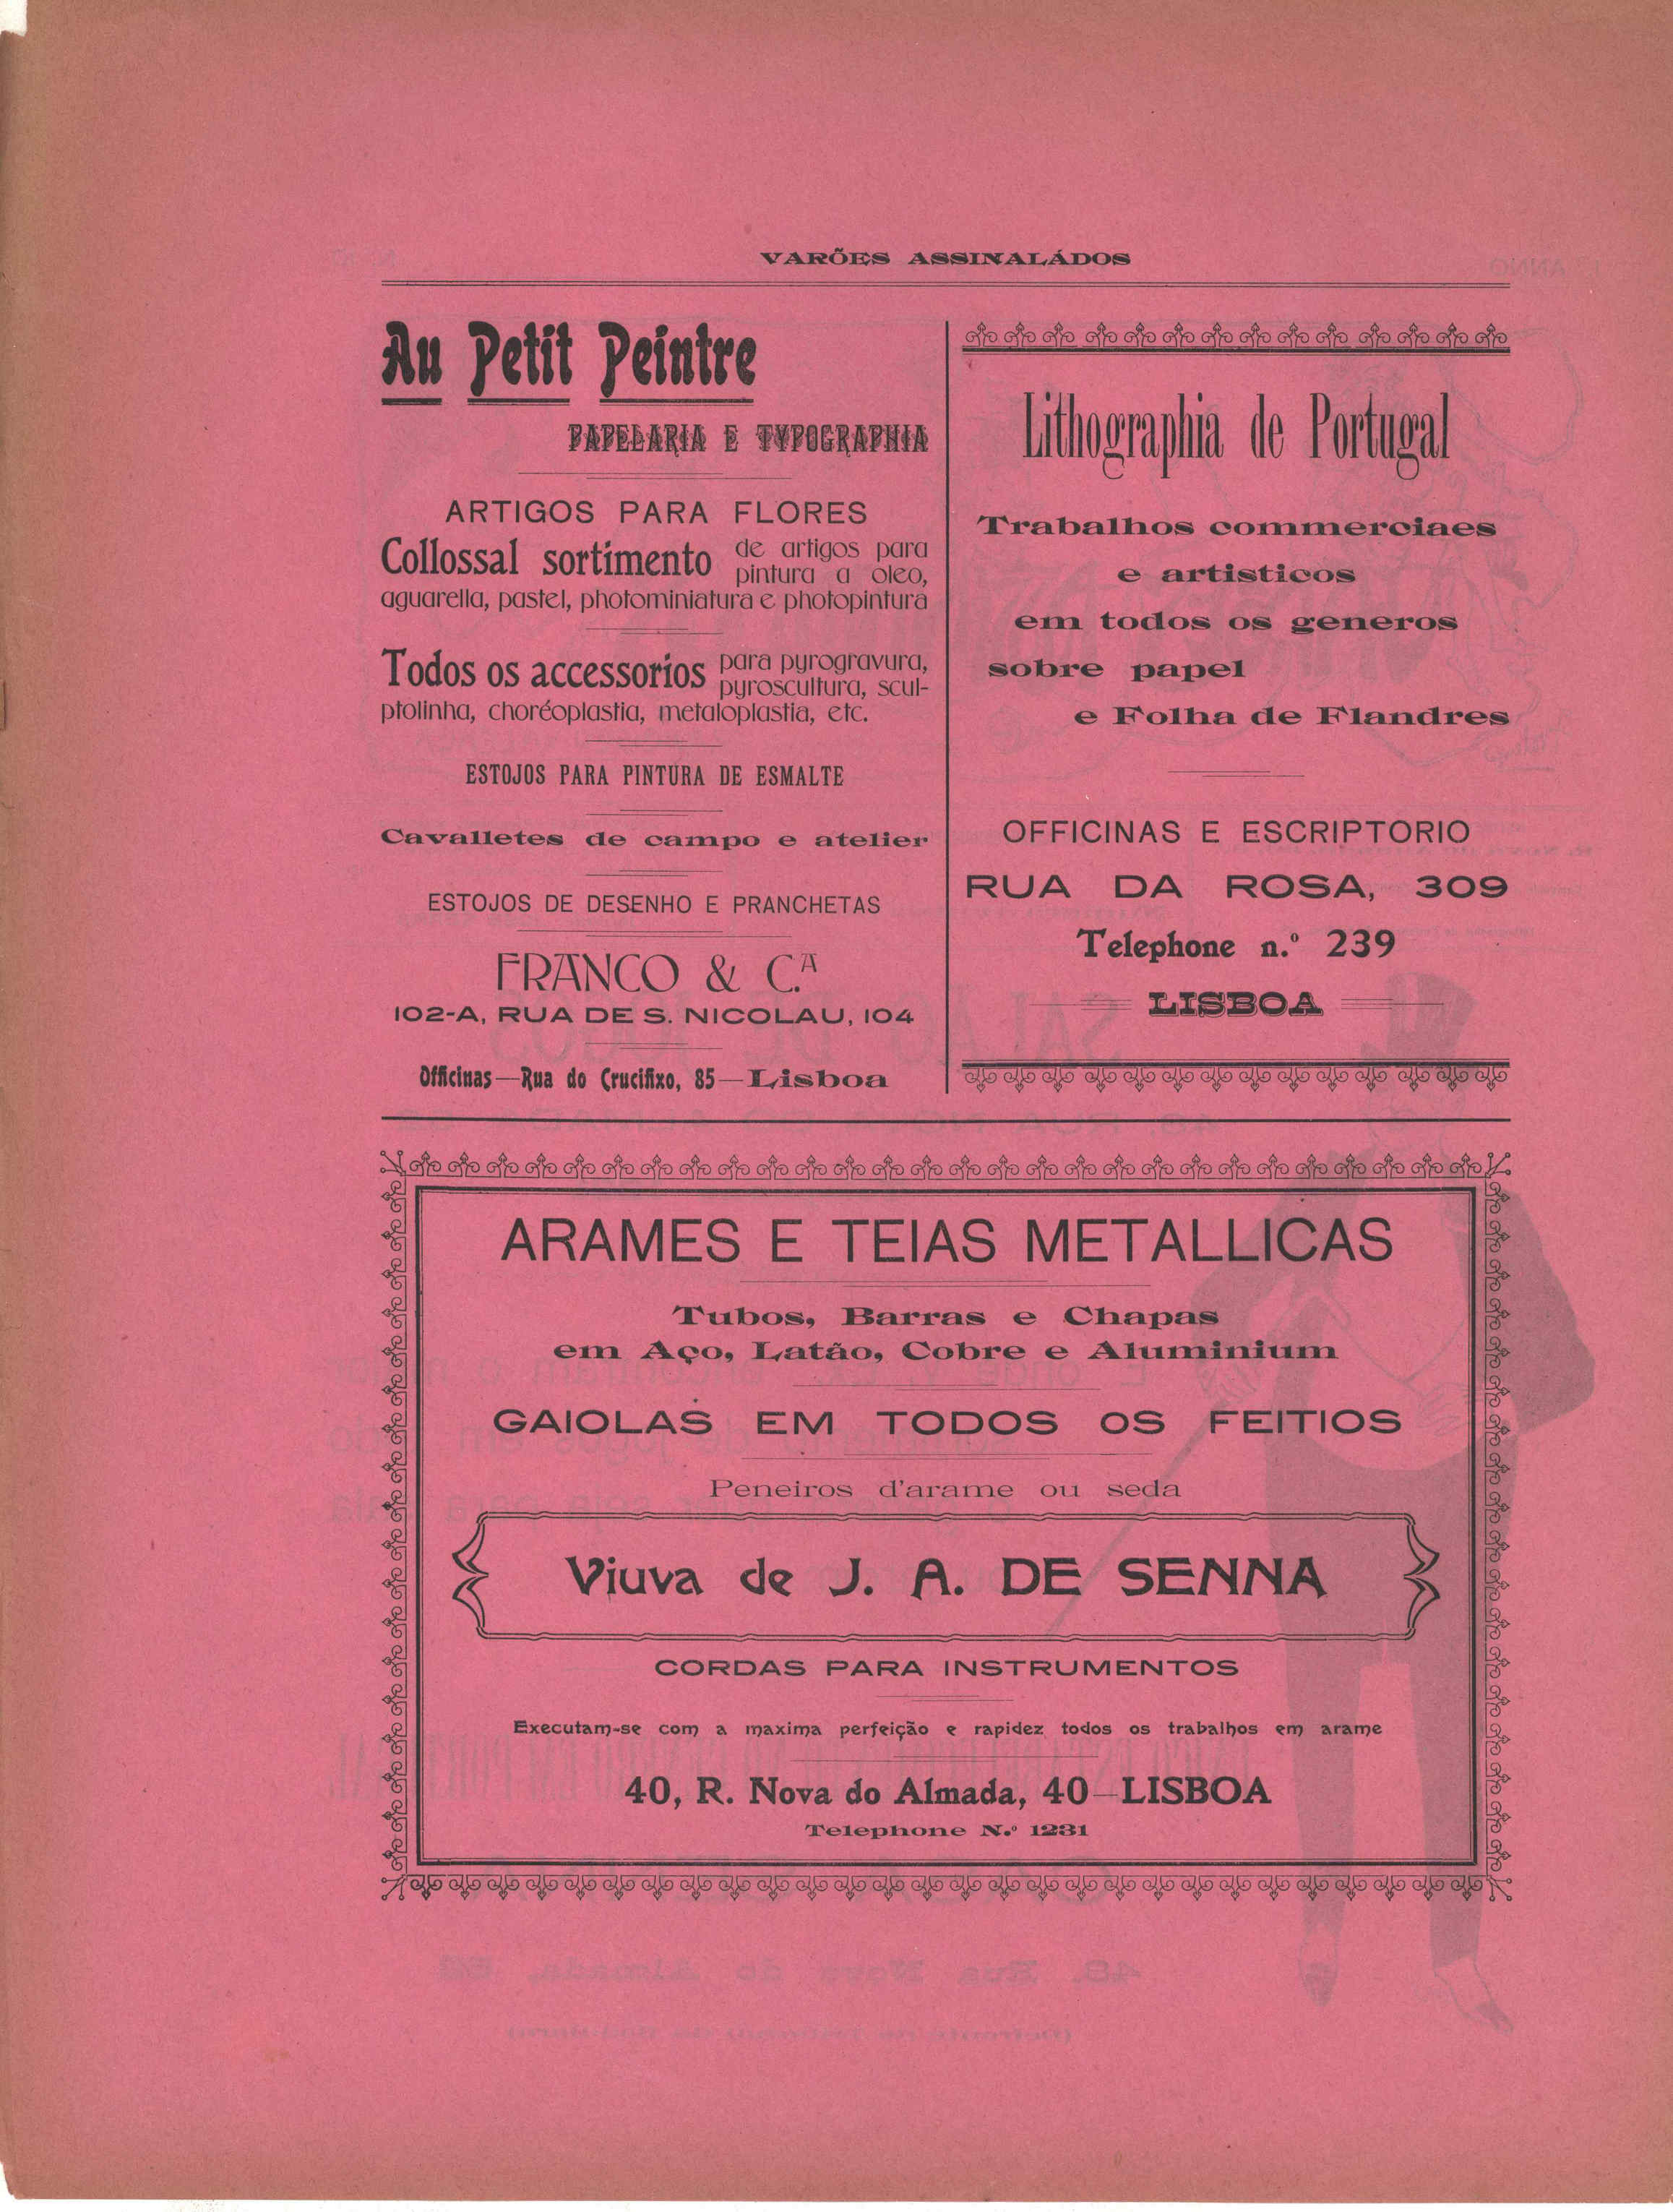 VARÕES ASSINALÁDOS
Au Petit Peintre
PAPELARIA E TYPOGRAPHIA
ARTIGOS PARA FLORES
Collossal sortimento de artigos para
pintura a oleo,
aguarella, pastel, photominiatura e photopintura
Todos os accessorios para pyrogravura,
pyroscultura, scul-
ptolinha, choréoplastia, metaloplastia, etc.
ESTOJOS PARA PINTURA DE ESMALTE
Cavalletes de campo e atelier
ESTOJOS DE DESENHO E PRANCHETAS
FRANCO & C.A
102-A, RUA DE S. NICOLAU, 104
Officinas—Rua do Crucifixo, 85—Lisboa
Lithographia de Portugal
Trabalhos commerciaes
e artisticos
em todos os generos
sobre papel
e Folha de Flandres
OFFICINAS E ESCRIPTORIO
RUA DA ROSA, 309
Telephone n.º 239
LISBOA
ARAMES E TEIAS METALLICAS
Tubos, Barras e Chapas
em Aço, Latão, Cobre e Aluminium
GAIOLAS EM TODOS OS FEITIOS
Peneiros d'arame ou seda
Viuva de J. A. DE SENNA
CORDAS PARA INSTRUMENTOS
Executam-se com a maxima perfeição e rapidez todos os trabalhos em arame
40, R. Nova do Almada, 40—LISBOA
Telephone N.º 1231